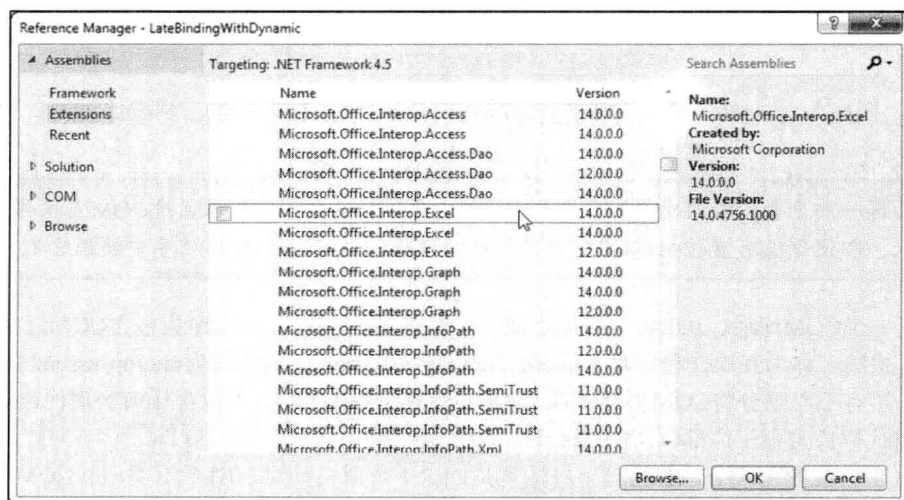 Reference Manager - LateBindingWithDynamic
Assemblies
Framework
Extensions
Recent
Solution
COM
Browse
Targeting: .NET Framework 4.5
Name Version
Microsoft.Office.Interop.Access 14.0.0.0
Microsoft.Office.Interop.Access 14.0.0.0
Microsoft.Office.Interop.Access.Dao 14.0.0.0
Microsoft.Office.Interop.Access.Dao 12.0.0.0
Microsoft.Office.Interop.Access.Dao 14.0.0.0
Microsoft.Office.Interop.Excel 14.0.0.0
Microsoft.Office.Interop.Excel 14.0.0.0
Microsoft.Office.Interop.Excel 12.0.0.0
Microsoft.Office.Interop.Graph 14.0.0.0
Microsoft.Office.Interop.Graph 14.0.0.0
Microsoft.Office.Interop.Graph 12.0.0.0
Microsoft.Office.Interop.InfoPath 14.0.0.0
Microsoft.Office.Interop.InfoPath 12.0.0.0
Microsoft.Office.Interop.InfoPath 14.0.0.0
Microsoft.Office.Interop.InfoPath.SemiTrust 11.0.0.0
Microsoft.Office.Interop.InfoPath.SemiTrust 11.0.0.0
Microsoft.Office.Interop.InfoPath.SemiTrust 11.0.0.0
Microsoft.Office.Interop.InfoPath.Xml 14.0.0.0
Search Assemblies
Name:
Microsoft.Office.Interop.Excel
Created by:
Microsoft Corporation
Version:
14.0.0.0
File Version:
14.0.4756.1000
Browse... OK Cancel